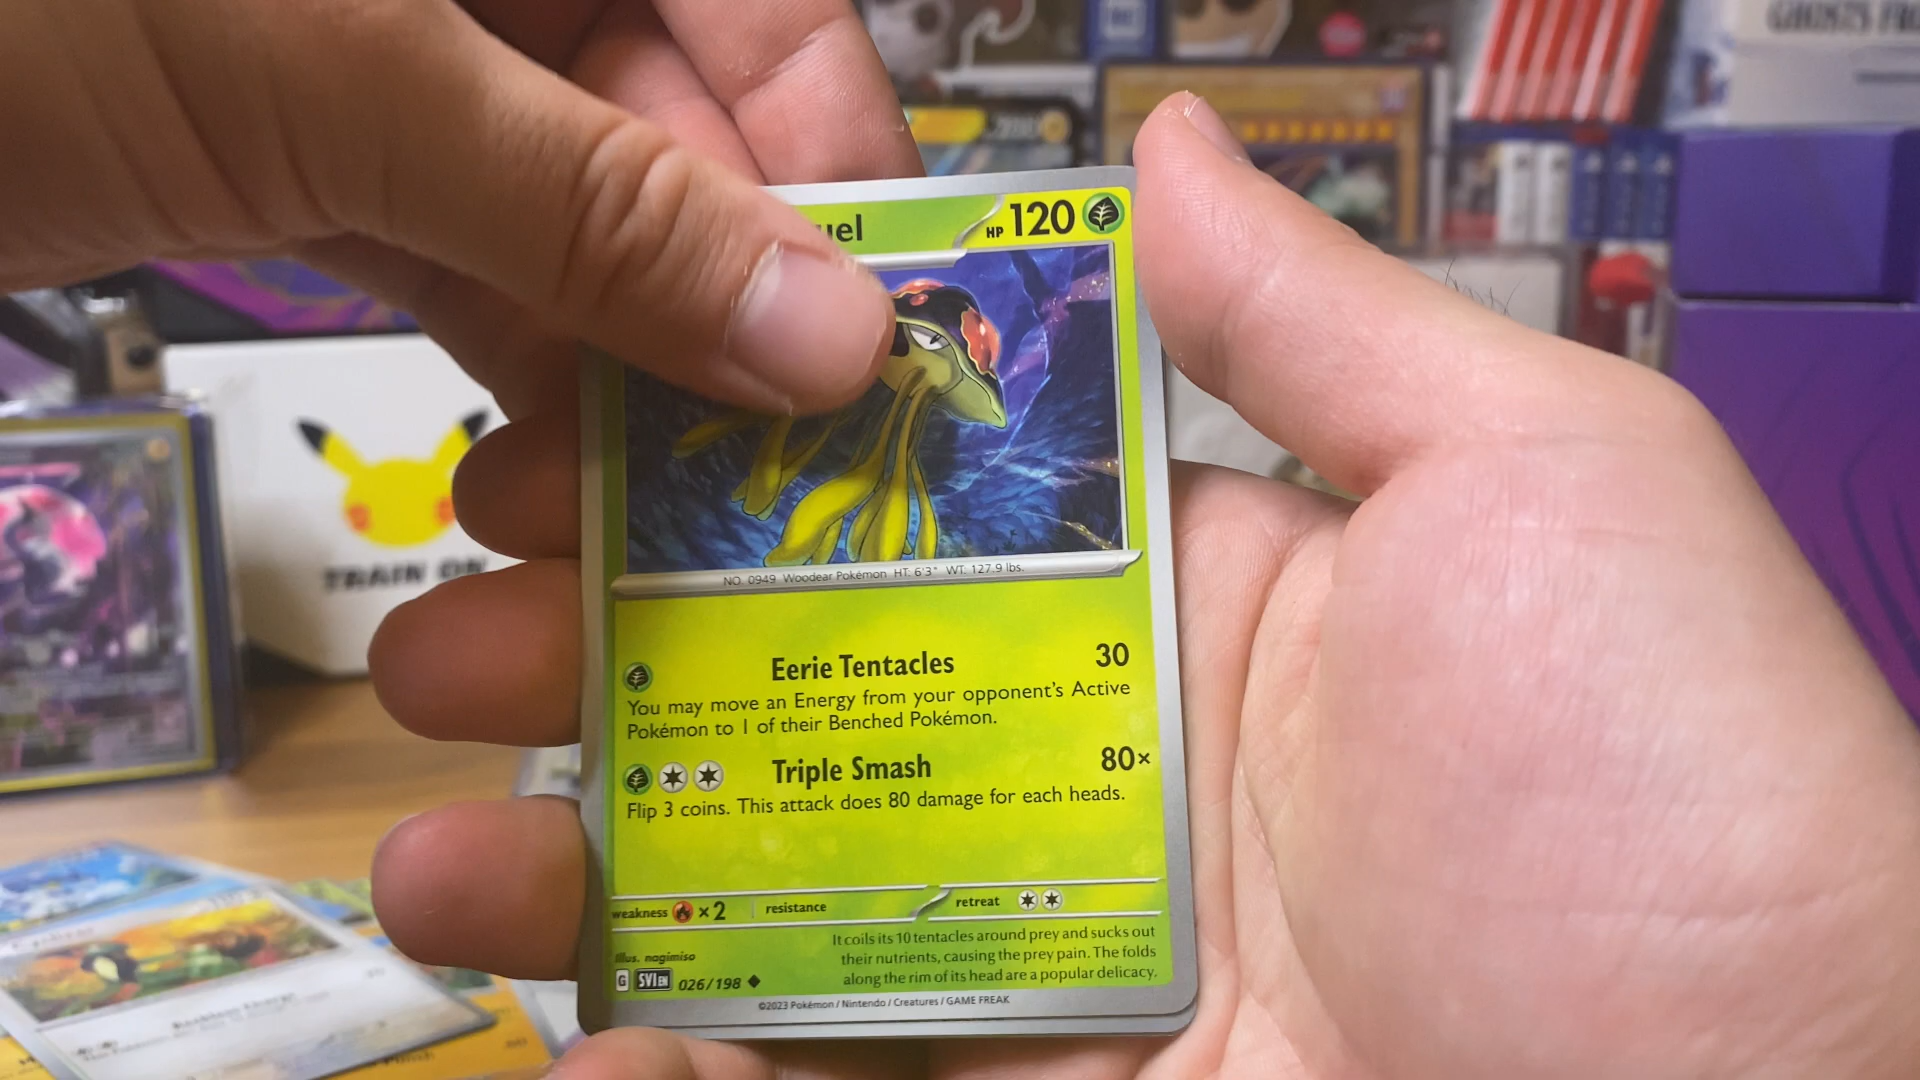 GHOSTS FRO
uel HP 120
NO. 0949 Woodear Pokémon HT: 6'3" WT: 127.9 lbs.
Eerie Tentacles 30
You may move an Energy from your opponent's Active
Pokémon to 1 of their Benched Pokémon.
Triple Smash 80×
Flip 3 coins. This attack does 80 damage for each heads.
weakness ×2 resistance retreat
Illus. nagimiso
It coils its 10 tentacles around prey and sucks out
their nutrients, causing the prey pain. The folds
along the rim of its head are a popular delicacy.
G SVI EN 026/198
©2023 Pokémon / Nintendo / Creatures / GAME FREAK
TRAIN ON